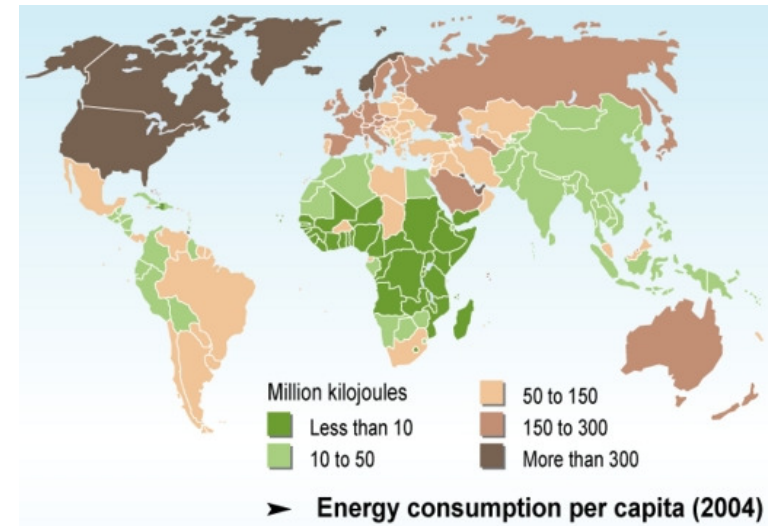 Million kilojoules
Less than 10
10 to 50
50 to 150
150 to 300
More than 300
➤ Energy consumption per capita (2004)